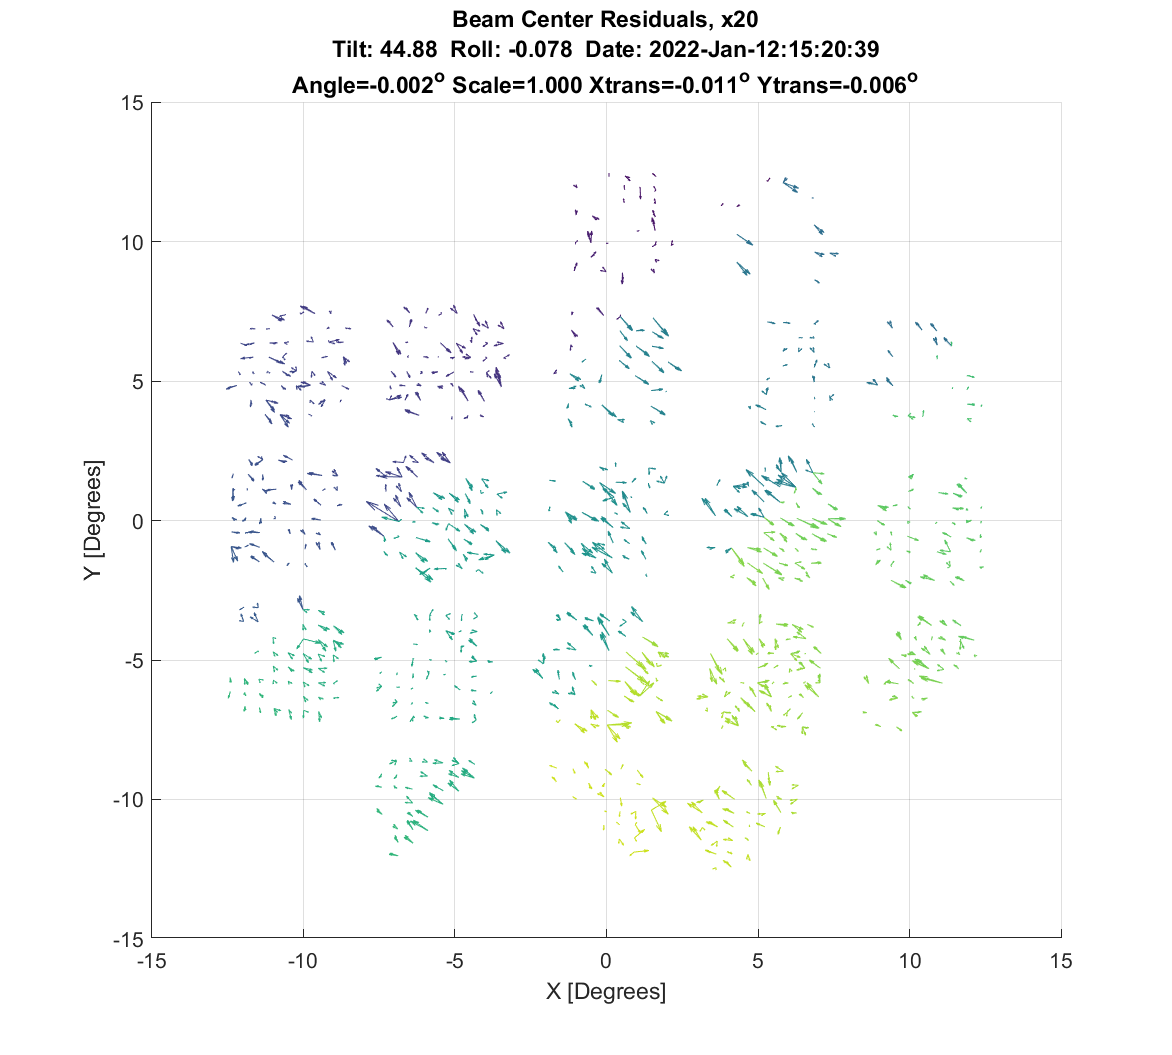 Beam Center Residuals, x20
Tilt: 44.88 Roll: -0.078 Date: 2022-Jan-12:15:20:39
Angle=-0.002° Scale=1.000 Xtrans=-0.011° Ytrans=-0.006°
15
10
5
0
-5
-10
-15
Y [Degrees]
-15 -10 -5 0 5 10 15
X [Degrees]